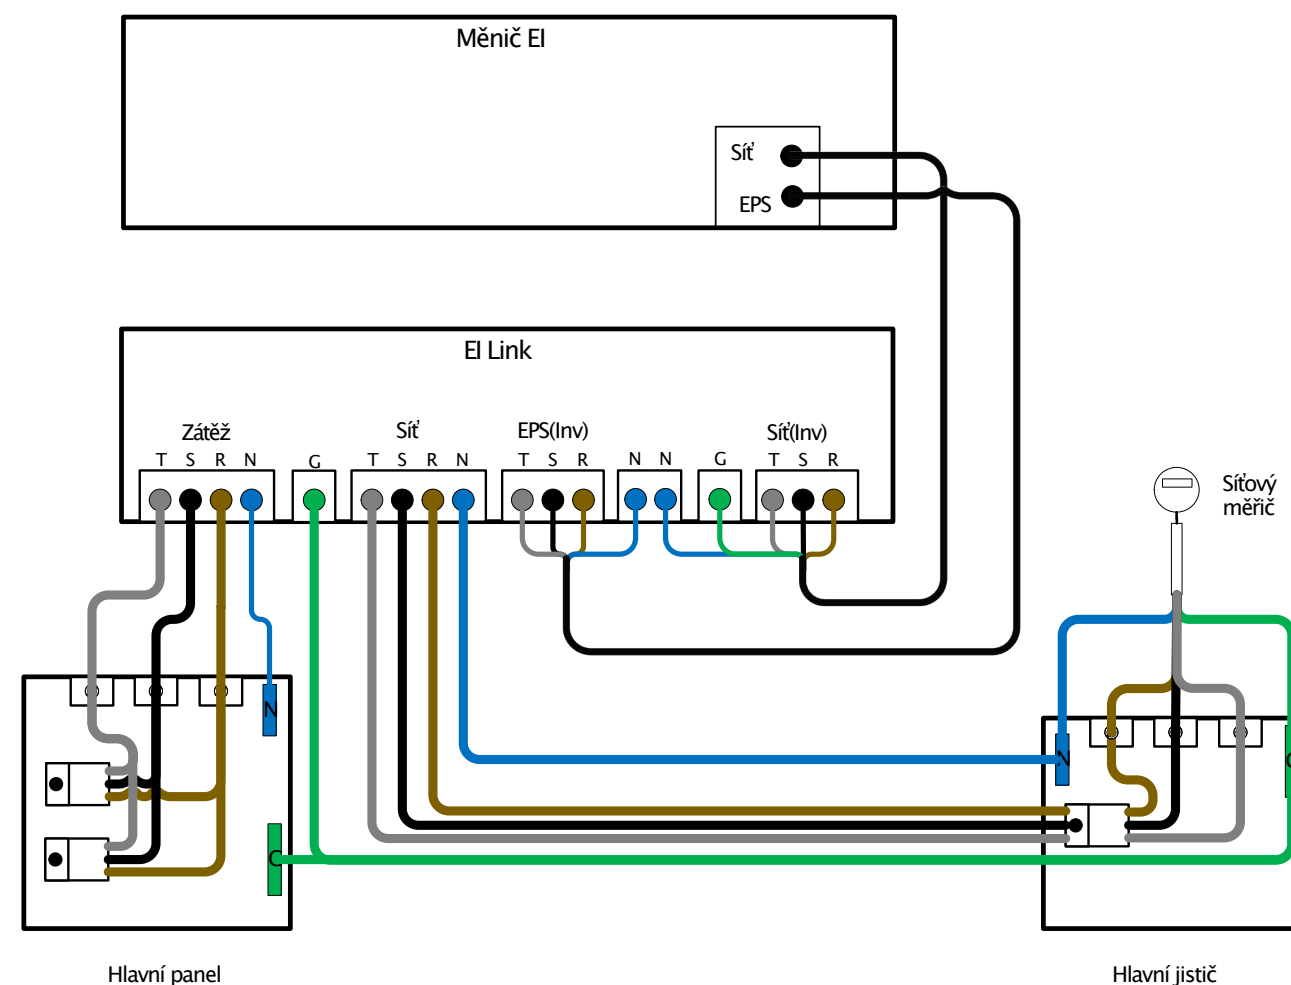 Měnič EI
Síť
EPS
EI Link
Zátěž
Síť
EPS(Inv)
Síť(Inv)
T S R N
G
T S R N
T S R
N N
G
T S R
Síťový
měřič
N
N
G
Hlavní panel
Hlavní jistič